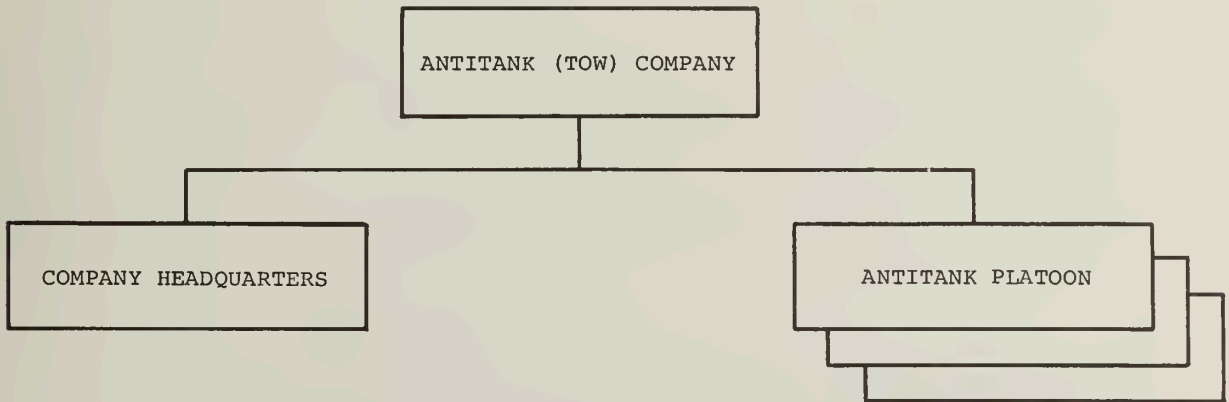 ANTITANK (TOW) COMPANY
COMPANY HEADQUARTERS
ANTITANK PLATOON